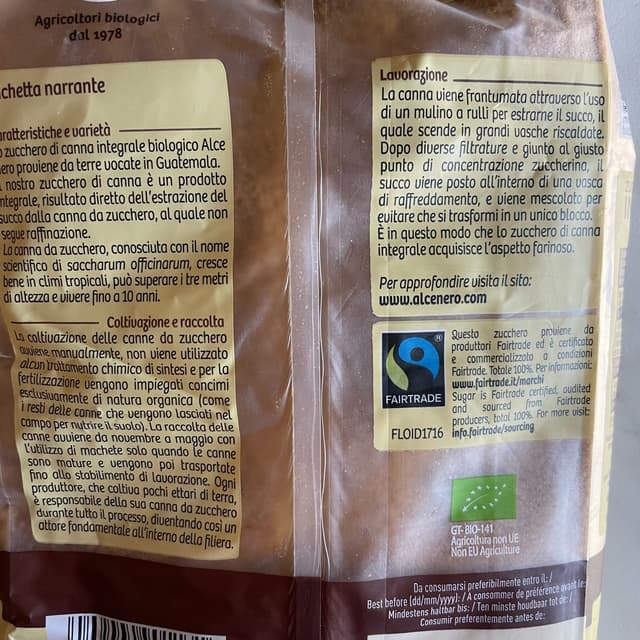 Agricoltori biologici
dal 1978
chetta narrante
aratteristiche e varietà
o zucchero di canna integrale biologico Alce
ero proviene da terre vocate in Guatemala.
l nostro zucchero di canna è un prodotto
ntegrale, risultato diretto dell'estrazione del
succo dalla canna da zucchero, al quale non
segue raffinazione.
La canna da zucchero, conosciuta con il nome
scientifico di saccharum officinarum, cresce
bene in climi tropicali, può superare i tre metri
di altezza e vivere fino a 10 anni.
Coltivazione e raccolta
La coltivazione delle canne da zucchero
avviene manualmente, non viene utilizzato
alcun trattamento chimico di sintesi e per la
fertilizzazione vengono impiegati concimi
esclusivamente di natura organica (come
i resti delle canne che vengono lasciati nel
campo per nutrire il suolo). La raccolta delle
canne avviene da novembre a maggio con
l'utilizzo di machete solo quando le canne
sono mature e vengono poi trasportate
fino allo stabilimento di lavorazione. Ogni
produttore, che coltiva pochi ettari di terra,
è responsabile della sua canna da zucchero
durante tutto il processo, diventando così un
attore fondamentale all'interno della filiera.
Lavorazione
La canna viene frantumata attraverso l'uso
di un mulino a rulli per estrarne il succo, il
quale scende in grandi vasche riscaldate.
Dopo diverse filtrature e giunto al giusto
punto di concentrazione zuccherina, il
succo viene posto all'interno di una vasca
di raffreddamento, e viene mescolato per
evitare che si trasformi in un unico blocco.
È in questo modo che lo zucchero di canna
integrale acquisisce l'aspetto farinoso.
Per approfondire visita il sito:
www.alcenero.com
FAIRTRADE
®
FLOID1716
Questo zucchero proviene da
produttori Fairtrade ed è certificato
e commercializzato a condizioni
Fairtrade. Totale 100%. Per informazioni:
www.fairtrade.it/marchi
Sugar is Fairtrade certified, audited
and sourced from Fairtrade
producers, total 100%. For more visit:
info.fairtrade/sourcing
GT-BIO-141
Agricoltura non UE
Non EU Agriculture
Da consumarsi preferibilmente entro il: /
Best before (dd/mm/yyyy): / A consommer de préférence avant le:
Mindestens haltbar bis: / Ten minste houdbaar tot de: /
Consumir preferentemente antes de: